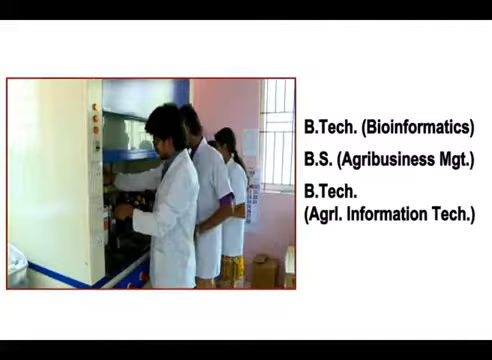 B.Tech. (Bioinformatics)
B.S. (Agribusiness Mgt.)
B.Tech.
(Agrl. Information Tech.)